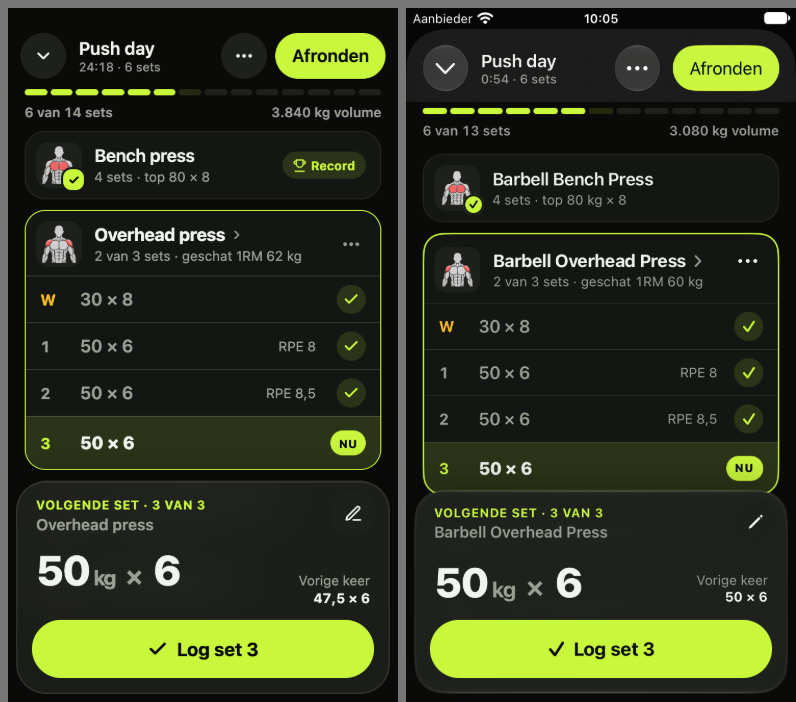 Push day
24:18 · 6 sets
Afronden
6 van 14 sets
3.840 kg volume
Bench press
4 sets · top 80 × 8
Record
Overhead press
2 van 3 sets · geschat 1RM 62 kg
W 30 × 8
1 50 × 6 RPE 8
2 50 × 6 RPE 8,5
3 50 × 6 NU
VOLGENDE SET · 3 VAN 3
Overhead press
50 kg × 6
Vorige keer
47,5 × 6
Log set 3
Aanbieder 10:05
Push day
0:54 · 6 sets
Afronden
6 van 13 sets
3.080 kg volume
Barbell Bench Press
4 sets · top 80 kg × 8
Barbell Overhead Press
2 van 3 sets · geschat 1RM 60 kg
W 30 × 8
1 50 × 6 RPE 8
2 50 × 6 RPE 8,5
3 50 × 6 NU
VOLGENDE SET · 3 VAN 3
Barbell Overhead Press
50 kg × 6
Vorige keer
50 × 6
Log set 3